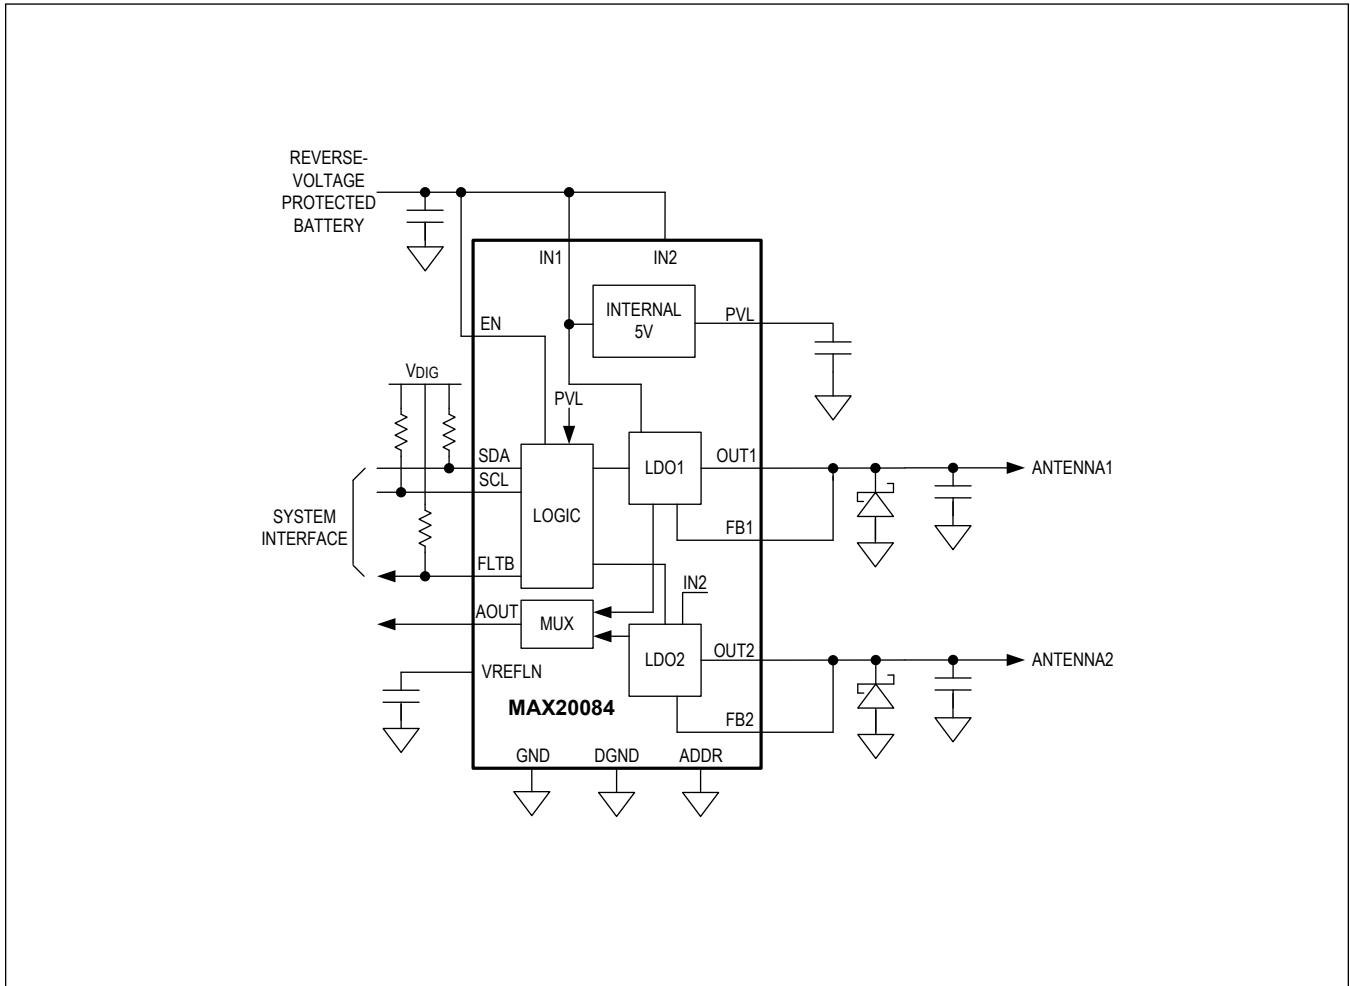 REVERSE-
VOLTAGE
PROTECTED
BATTERY
IN1
IN2
INTERNAL
5V
PVL
EN
VDIG
PVL
SDA
SCL
LOGIC
LDO1
OUT1
ANTENNA1
SYSTEM
INTERFACE
FB1
FLTB
IN2
AOUT
MUX
LDO2
OUT2
ANTENNA2
VREFLN
MAX20084
FB2
GND
DGND
ADDR